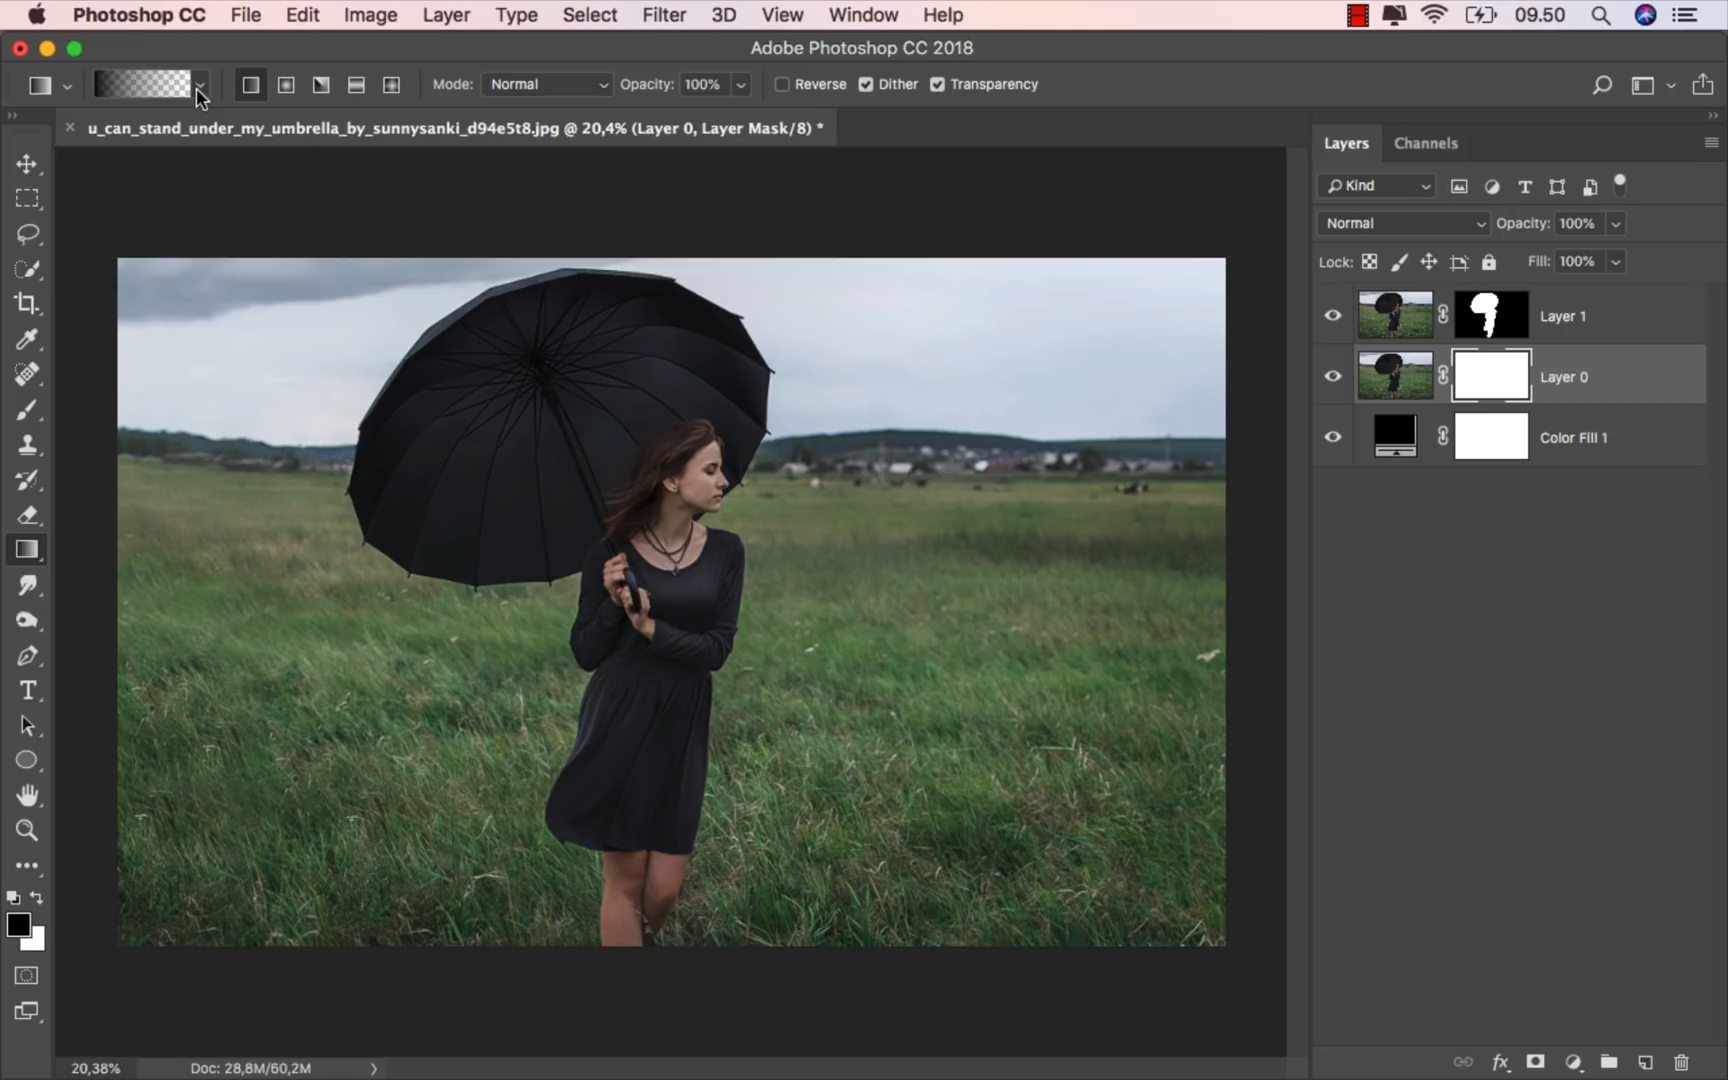 Photoshop CC File Edit Image Layer Type Select Filter 3D View Window Help 09.50
Adobe Photoshop CC 2018
Mode: Normal Opacity: 100% Reverse Dither Transparency
u_can_stand_under_my_umbrella_by_sunnysanki_d94e5t8.jpg @ 20,4% (Layer 0, Layer Mask/8) *
Layers Channels
Kind
Normal Opacity: 100%
Lock: Fill: 100%
Layer 1
Layer 0
Color Fill 1
20,38% Doc: 28,8M/60,2M